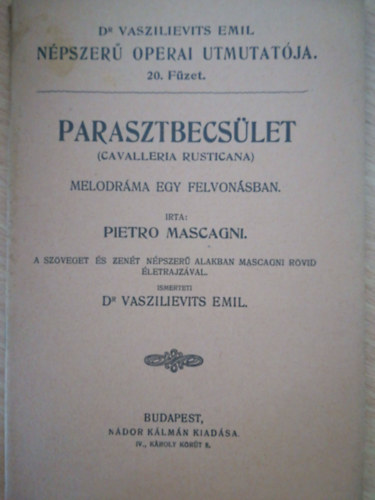 Dr VASZILIEVITS EMIL
NÉPSZERŰ OPERAI UTMUTATÓJA.
20. Füzet.
PARASZTBECSÜLET
(CAVALLERIA RUSTICANA)
MELODRÁMA EGY FELVONÁSBAN.
IRTA:
PIETRO MASCAGNI.
A SZÖVEGET ÉS ZENÉT NÉPSZERŰ ALAKBAN MASCAGNI RÖVID
ÉLETRAJZÁVAL.
ISMERTETI
Dr VASZILIEVITS EMIL.
BUDAPEST,
NÁDOR KÁLMÁN KIADÁSA.
IV., KÁROLY KÖRÚT 8.